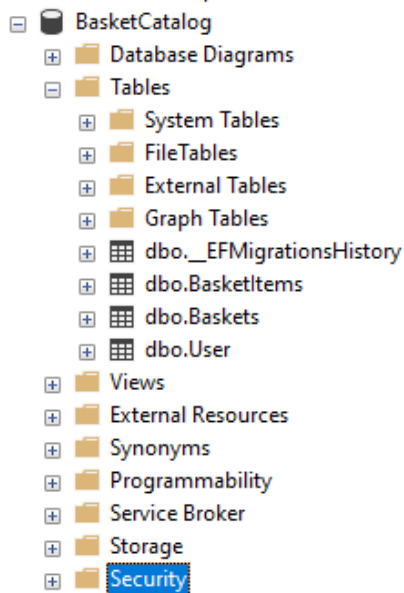 BasketCatalog
Database Diagrams
Tables
System Tables
FileTables
External Tables
Graph Tables
dbo.__EFMigrationsHistory
dbo.BasketItems
dbo.Baskets
dbo.User
Views
External Resources
Synonyms
Programmability
Service Broker
Storage
Security